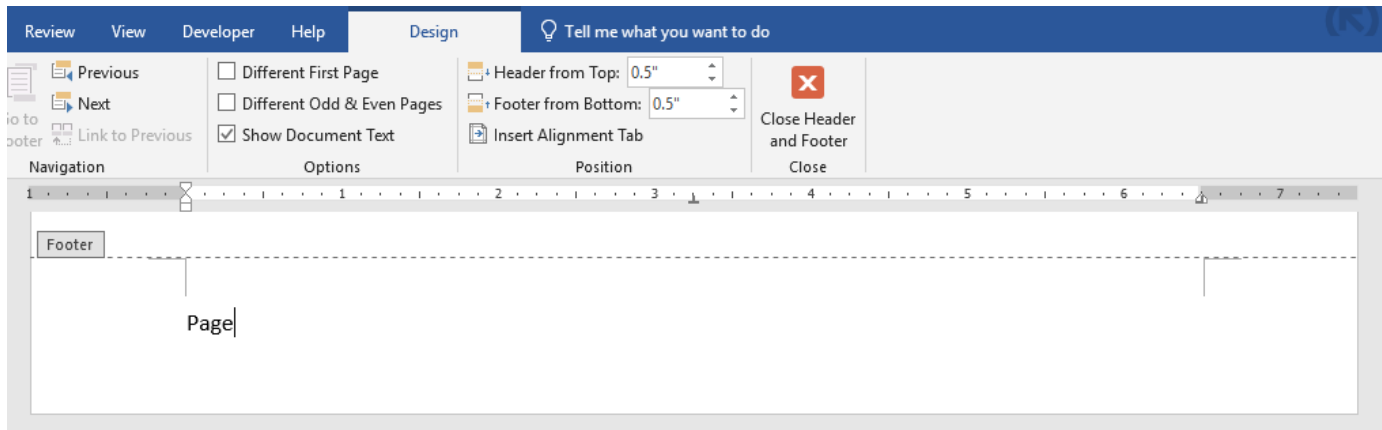 Review View Developer Help Design Tell me what you want to do
Previous Different First Page Header from Top: 0.5"
Next Different Odd & Even Pages Footer from Bottom: 0.5"
Link to Previous Show Document Text Insert Alignment Tab
Close Header
and Footer
Navigation Options Position Close
1 1 2 3 4 5 6 7
Footer
Page